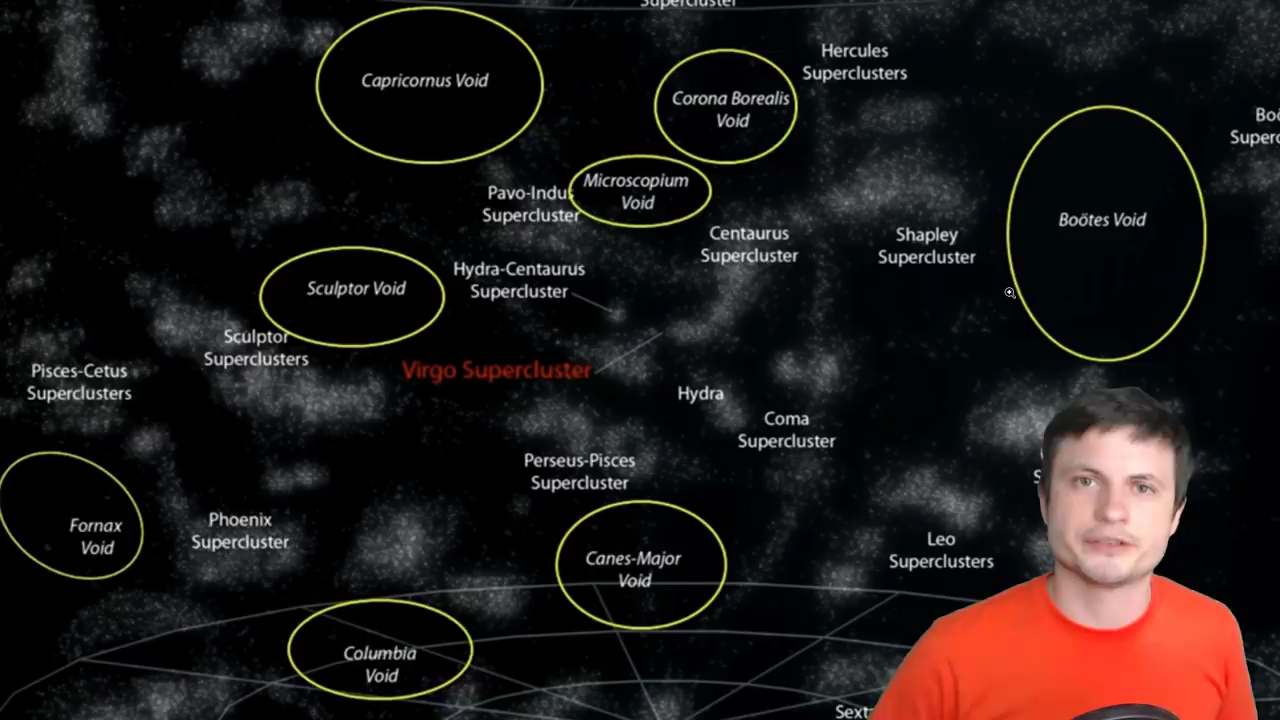 Supercluster
Capricornus Void
Corona Borealis
Void
Hercules
Superclusters
Microscopium
Void
Pavo-Indus
Supercluster
Boötes Void
Centaurus
Supercluster
Shapley
Supercluster
Hydra-Centaurus
Supercluster
Sculptor Void
Sculptor
Superclusters
Virgo Supercluster
Pisces-Cetus
Superclusters
Hydra
Coma
Supercluster
Perseus-Pisces
Supercluster
Fornax
Void
Phoenix
Supercluster
Canes-Major
Void
Leo
Superclusters
Columbia
Void